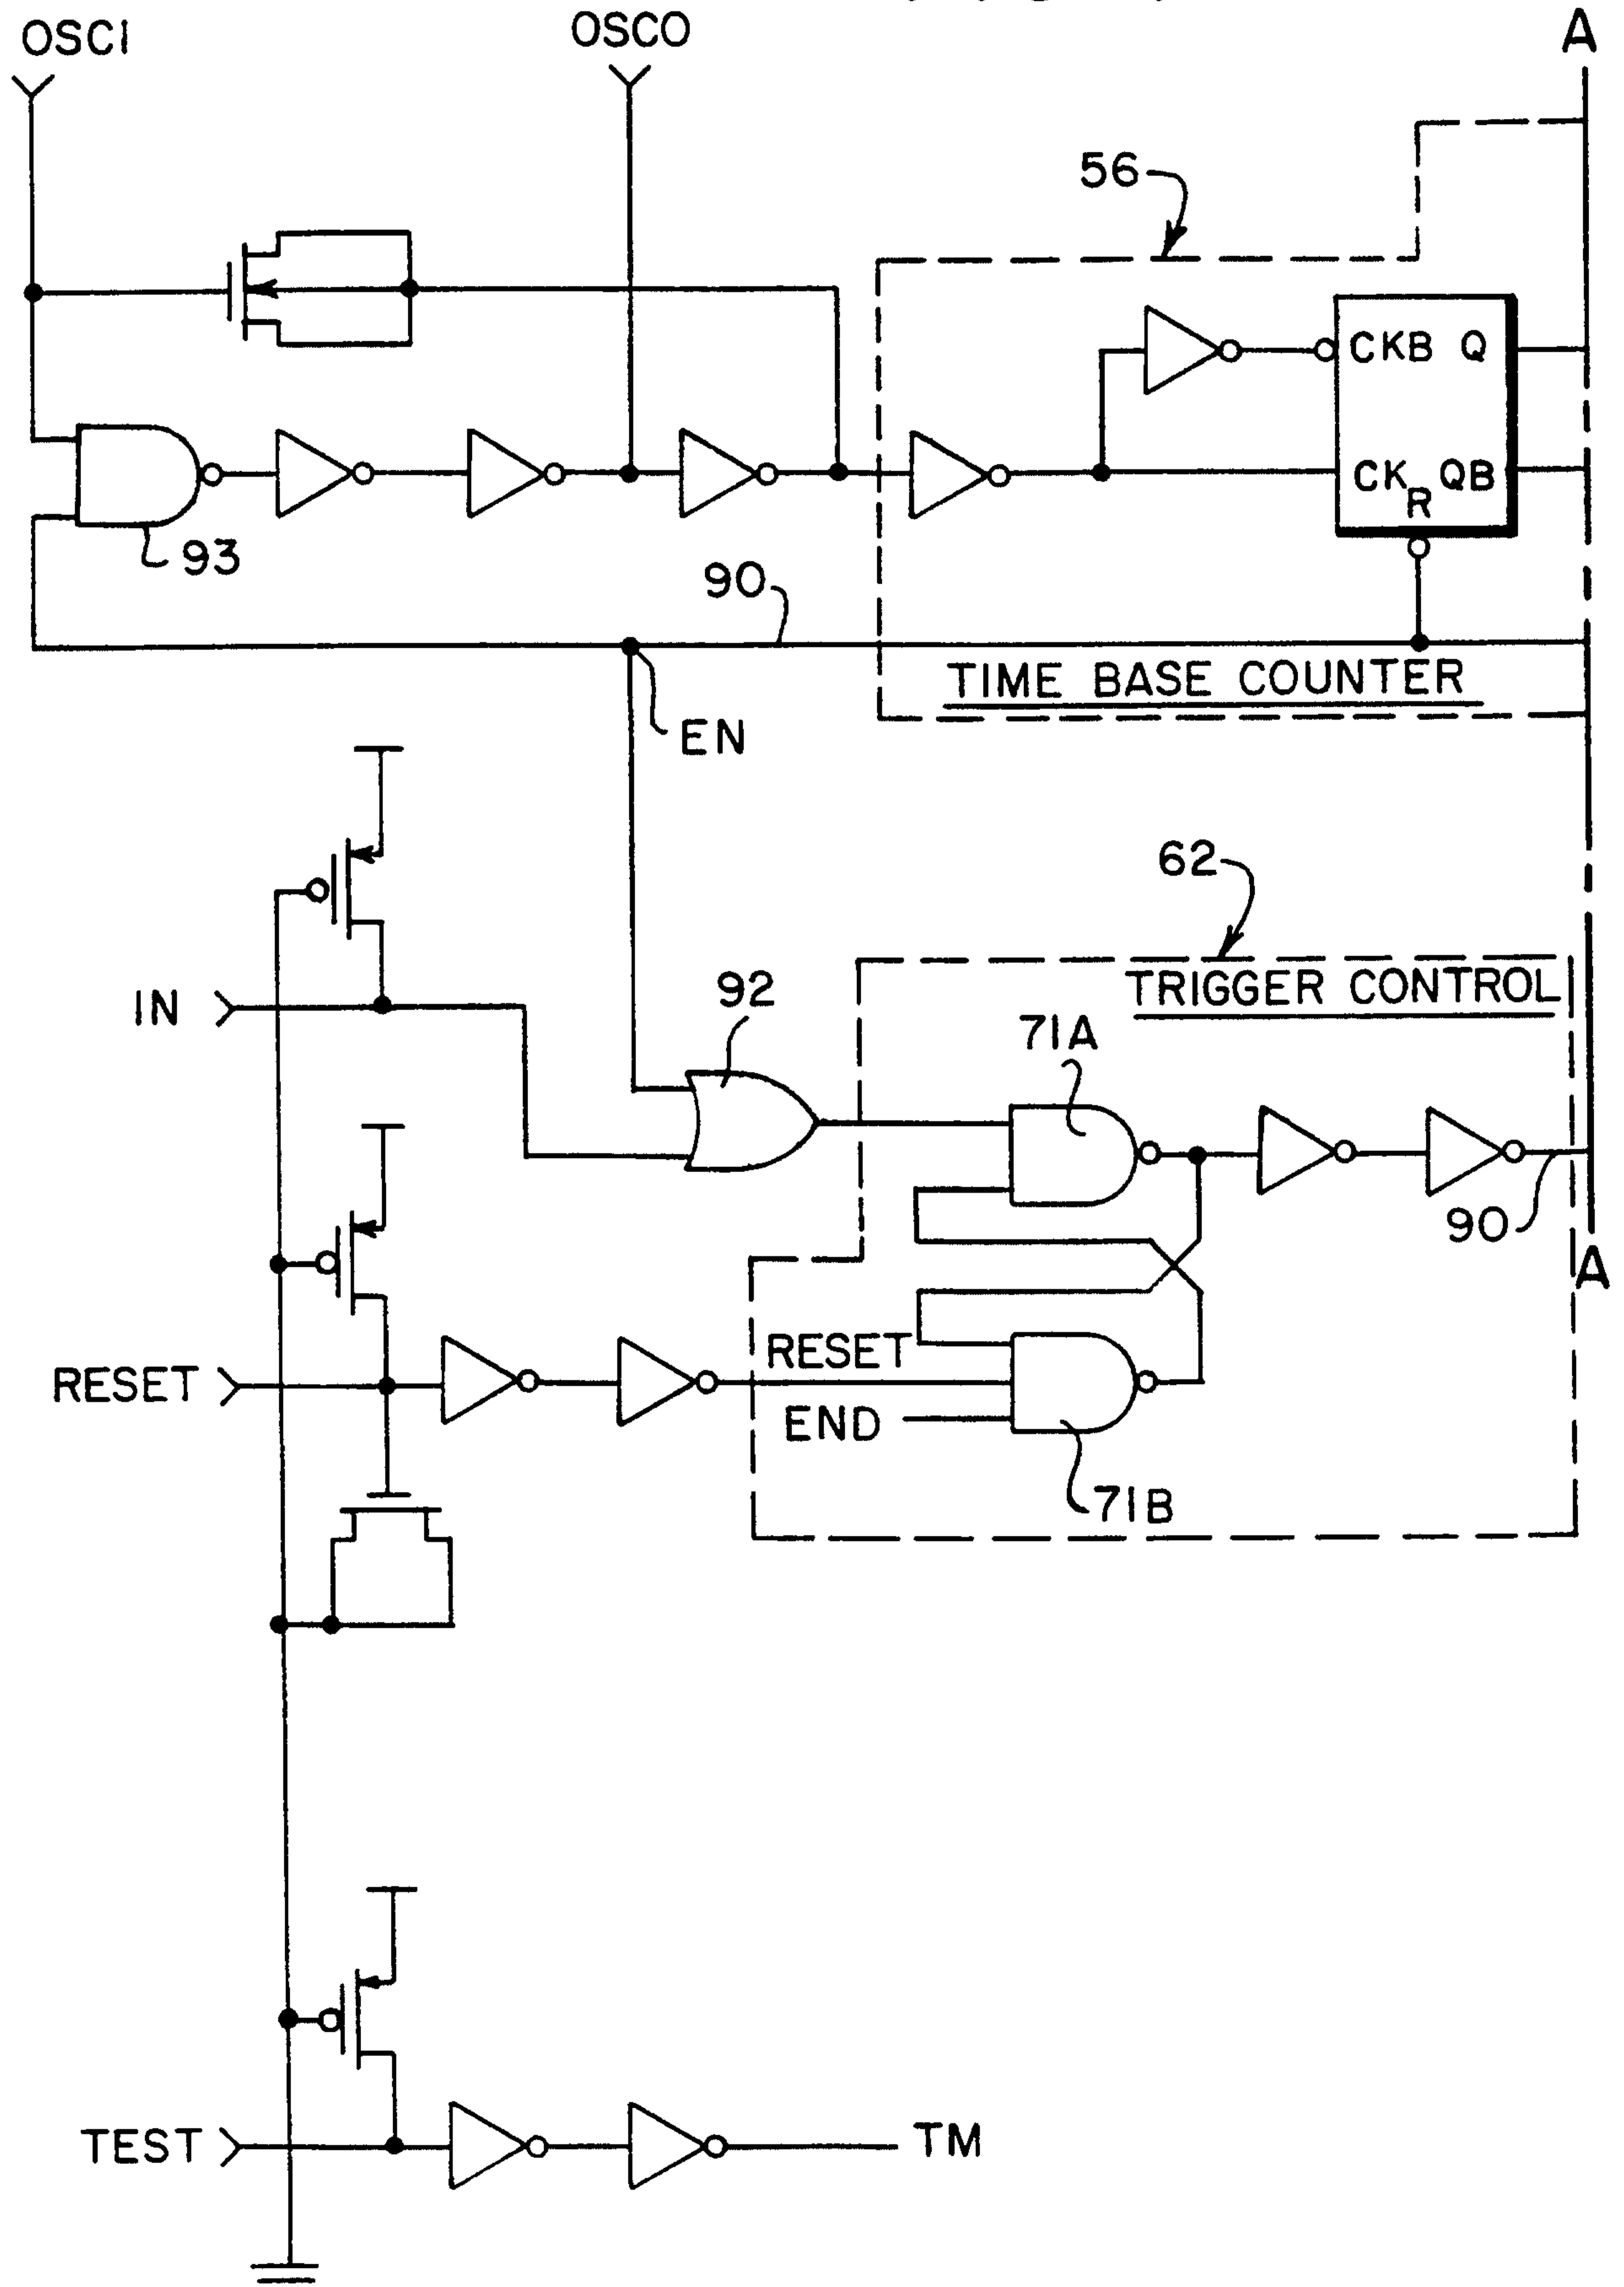 OSCI
OSCO
A
56
CKB Q
CK R QB
93
90
TIME BASE COUNTER
EN
62
TRIGGER CONTROL
IN
92
71A
90
A
RESET
RESET
END
71B
TEST
TM